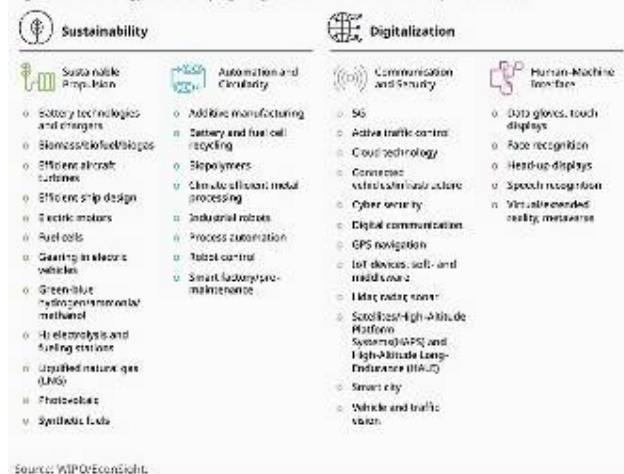 Sustainability
Sustainable
Propulsion
Battery technologies
and chargers
Biomass/biofuel/biogas
Efficient aircraft
turbines
Efficient ship design
Electric motors
Fuel cells
Gearing in electric
vehicles
Green-blue
hydrogen/ammonia/
methanol
H₂ electrolysis and
fueling stations
Liquified natural gas
(LNG)
Photovoltaic
Synthetic fuels
Automation and
Circularity
Additive manufacturing
Battery and fuel cell
recycling
Biopolymers
Climate efficient metal
processing
Industrial robots
Process automation
Robot control
Smart factory/pre-
maintenance
Digitalization
Communication
and Security
5G
Active traffic control
Cloud technology
Connected
vehicles/infrastructure
Cyber security
Digital communication
GPS navigation
IoT devices, soft- and
middleware
Lidar, radar, sonar
Satellites/High-Altitude
Platform
Systems(HAPS) and
High-Altitude Long-
Endurance (HALE)
Smart city
Vehicle and traffic
vision
Human-Machine
Interface
Data gloves, touch
displays
Face recognition
Head-up-displays
Speech recognition
Virtual/extended
reality, metaverse
Source: WIPO/EconSight.